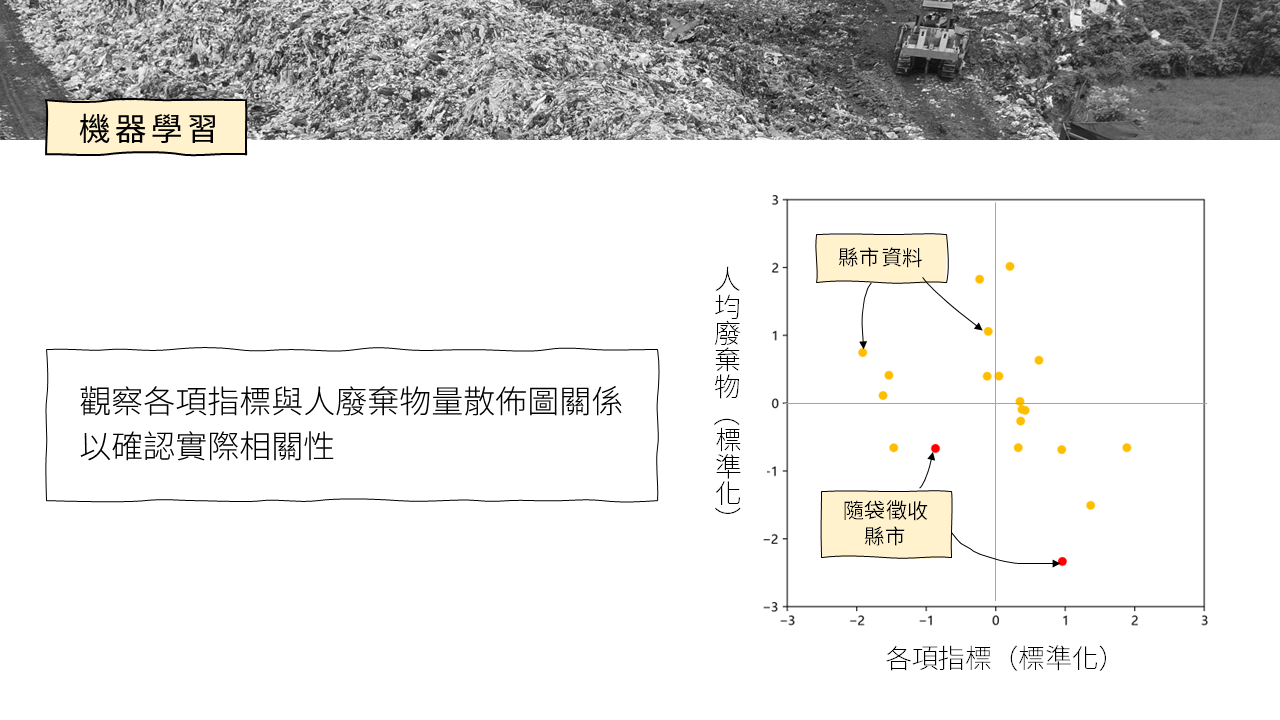 機器學習
觀察各項指標與人廢棄物量散佈圖關係
以確認實際相關性
人均廢棄物（標準化）
3
2
1
0
-1
−2
−3
−3
−2
−1
0
1
2
3
縣市資料
隨袋徵收
縣市
各項指標（標準化）